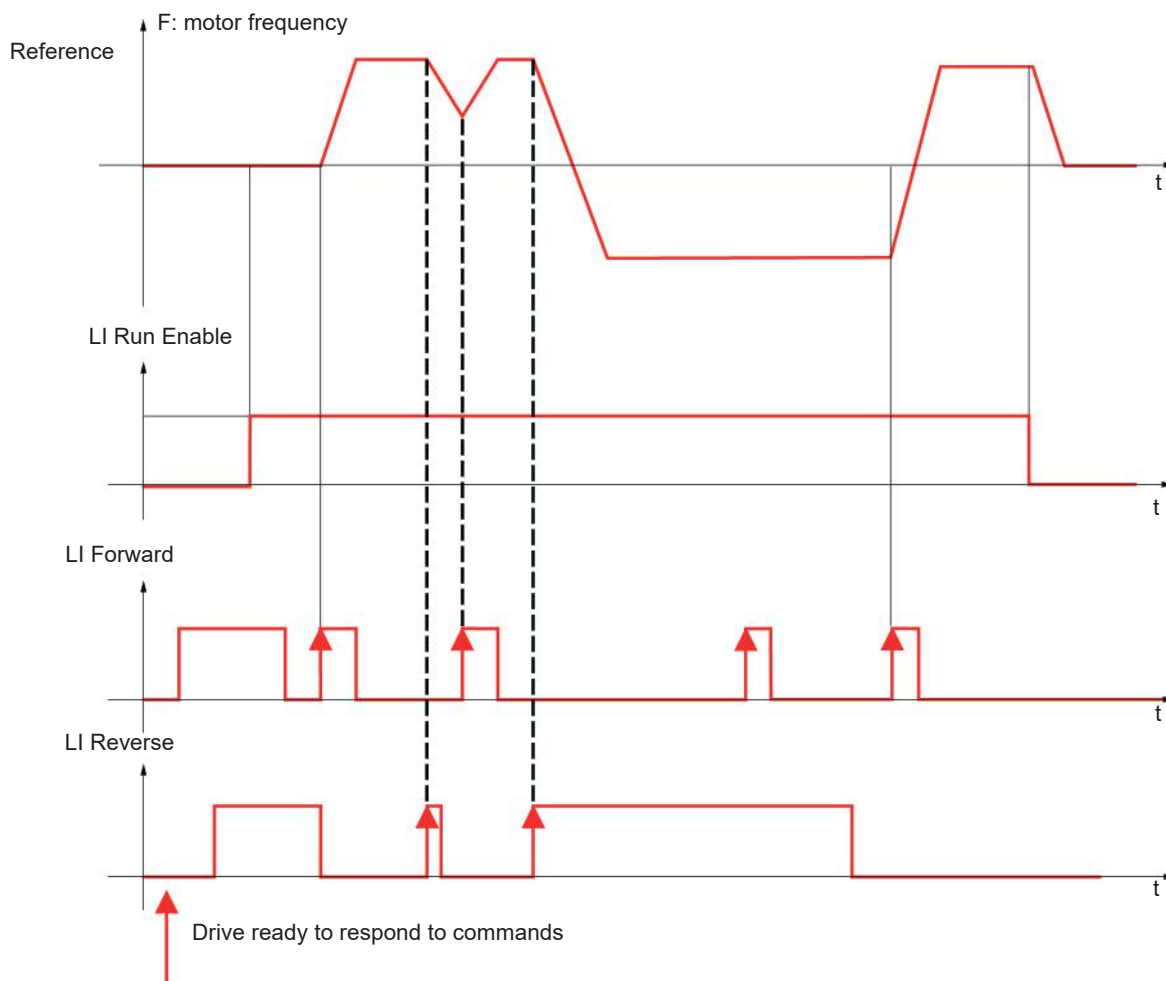 F: motor frequency
Reference
t
LI Run Enable
t
LI Forward
t
LI Reverse
t
Drive ready to respond to commands